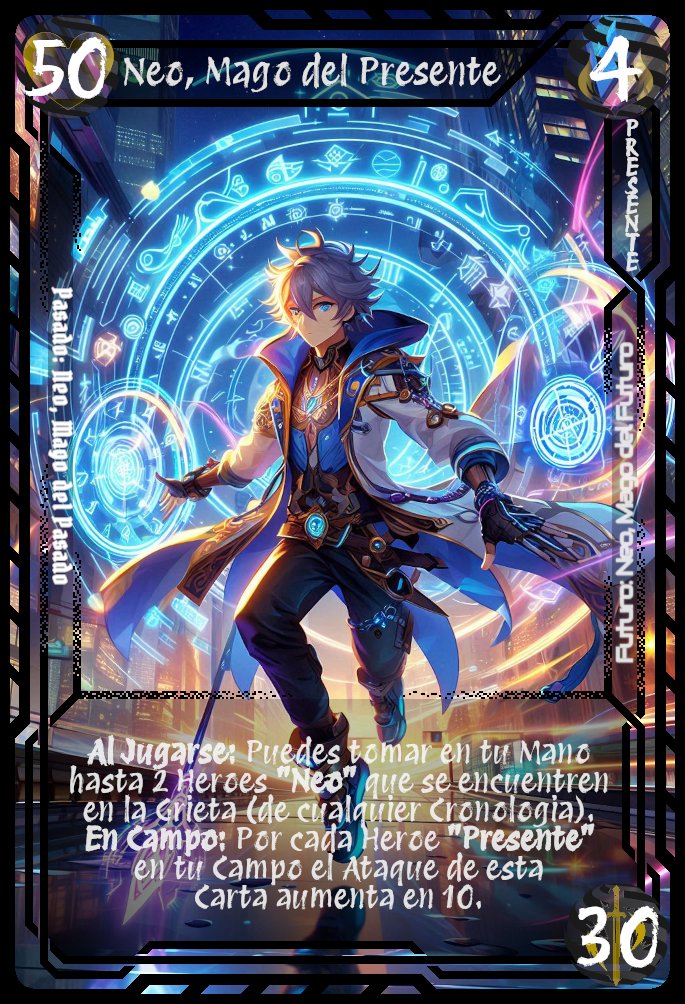 50
Neo, Mago del Presente
4
PRESENTE
Pasado: Neo, Mago del Pasado
Futuro: Neo, Mago del Futuro
Al Jugarse: Puedes tomar en tu Mano
hasta 2 Heroes "Neo" que se encuentren
en la Grieta (de cualquier Cronologia).
En Campo: Por cada Heroe "Presente"
en tu Campo el Ataque de esta
Carta aumenta en 10.
30